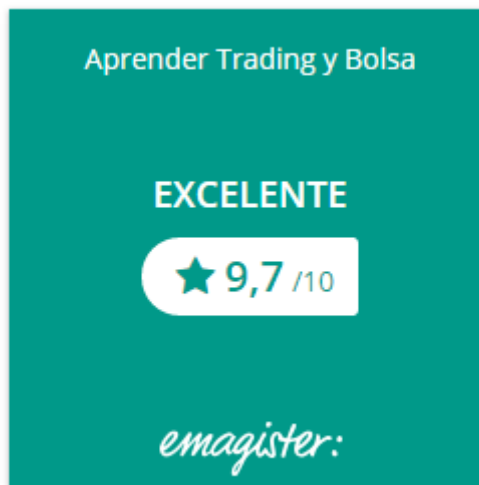 Aprender Trading y Bolsa
EXCELENTE
9,7 /10
emagister: